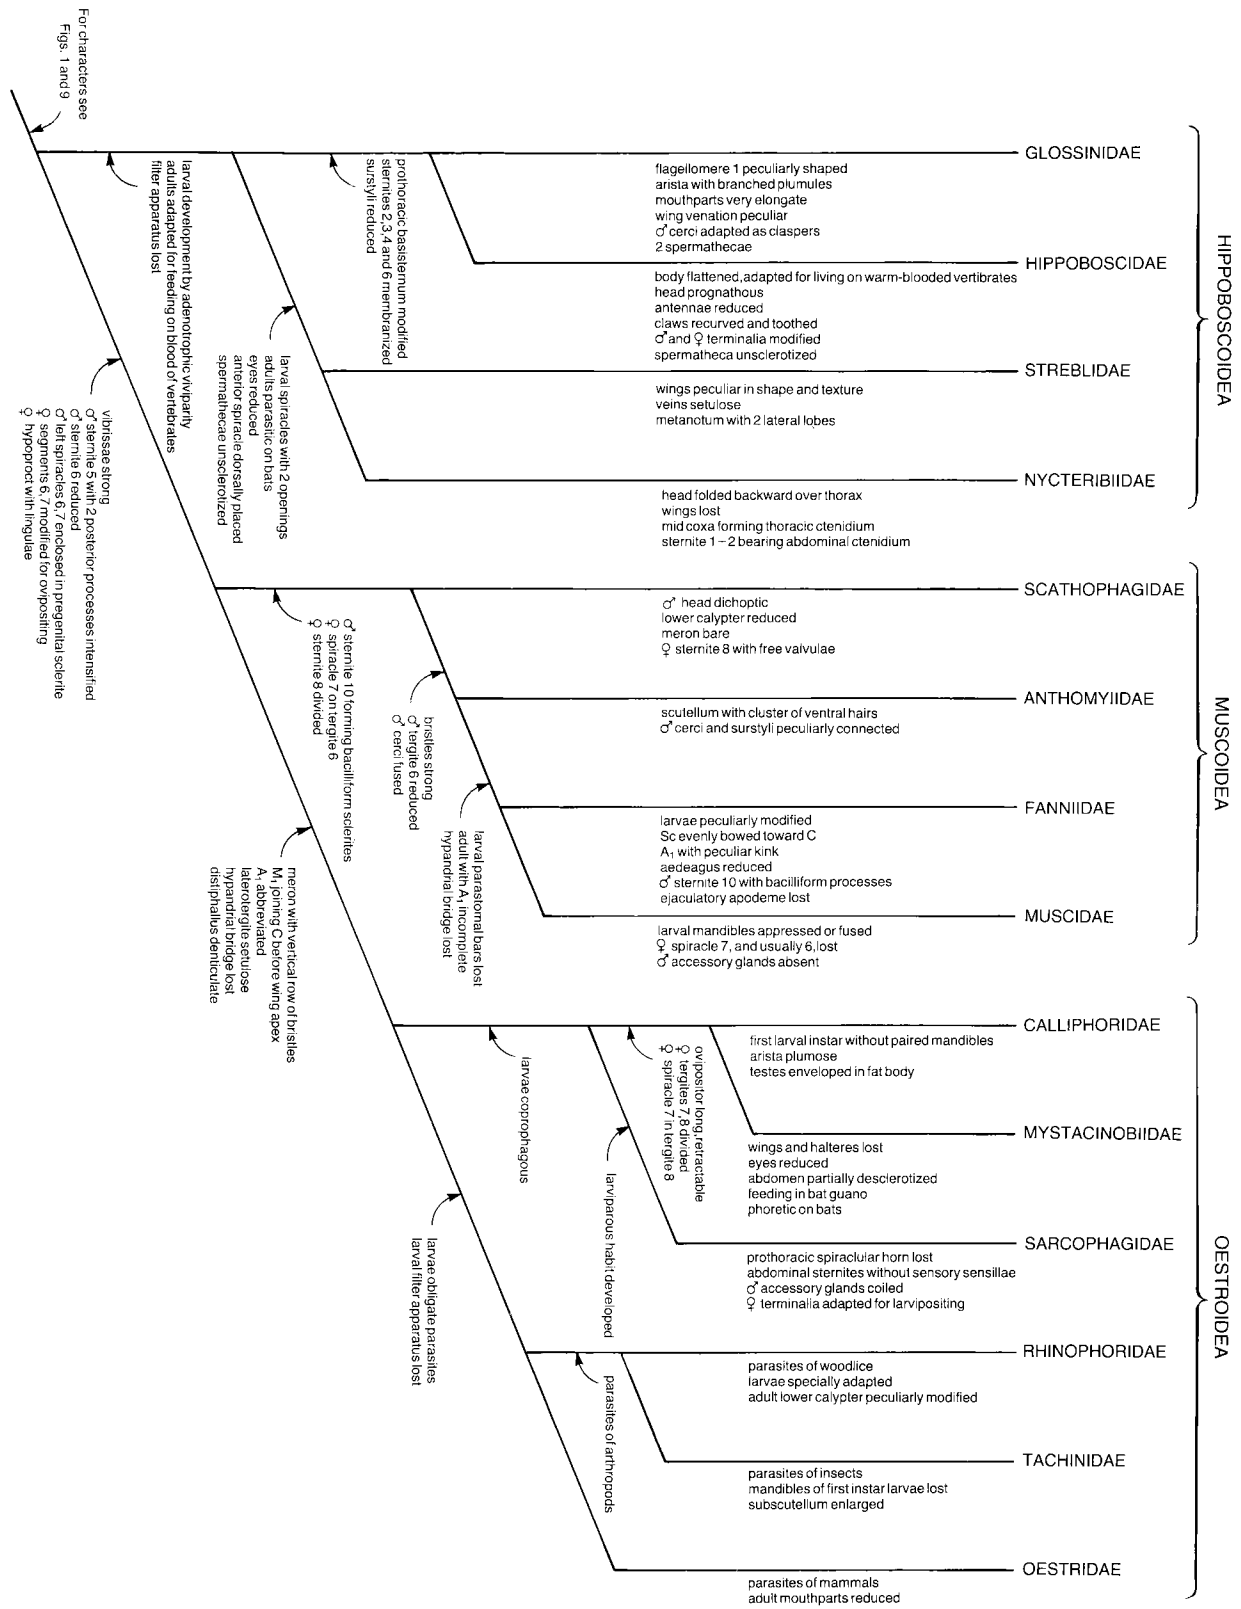 For characters see
Figs. 1 and 9
HIPPOBOSCOIDEA
larval development by adenotrophic viviparity
adults adapted for feeding on blood of vertebrates
filter apparatus lost
prothoracic basisternum modified
sternites 2,3,4 and 6 membranized
surstyli reduced
GLOSSINIDAE
flagellomere 1 peculiarly shaped
arista with branched plumules
mouthparts very elongate
wing venation peculiar
♂ cerci adapted as claspers
2 spermathecae
HIPPOBOSCIDAE
body flattened, adapted for living on warm-blooded vertibrates
head prognathous
antennae reduced
claws recurved and toothed
♂ and ♀ terminalia modified
spermatheca unsclerotized
larval spiracles with 2 openings
adults parasitic on bats
eyes reduced
anterior spiracle dorsally placed
spermathecae unsclerotized
STREBLIDAE
wings peculiar in shape and texture
veins setulose
metanotum with 2 lateral lobes
NYCTERIBIIDAE
head folded backward over thorax
wings lost
mid coxa forming thoracic ctenidium
sternite 1–2 bearing abdominal ctenidium
vibrissae strong
♂ sternite 5 with 2 posterior processes intensified
♂ sternite 6 reduced
♂ left spiracles 6,7 enclosed in pregenital sclerite
♀ segments 6,7 modified for ovipositing
♀ hypoproct with lingulae
MUSCOIDEA
♂ sternite 10 forming bacilliform sclerites
♀ spiracle 7 on tergite 6
♀ sternite 8 divided
SCATHOPHAGIDAE
♂ head dichoptic
lower calypter reduced
meron bare
♀ sternite 8 with free valvulae
bristles strong
♂ tergite 6 reduced
♂ cerci fused
ANTHOMYIIDAE
scutellum with cluster of ventral hairs
♂ cerci and surstyli peculiarly connected
larval parastomal bars lost
adult with A₁ incomplete
hypandrial bridge lost
FANNIIDAE
larvae peculiarly modified
Sc evenly bowed toward C
A₁ with peculiar kink
aedeagus reduced
♂ sternite 10 with bacilliform processes
ejaculatory apodeme lost
MUSCIDAE
larval mandibles appressed or fused
♀ spiracle 7, and usually 6, lost
♂ accessory glands absent
meron with vertical row of bristles
M₁ joining C before wing apex
A₁ abbreviated
laterotergite setulose
hypandrial bridge lost
distiphallus denticulate
OESTROIDEA
larvae coprophagous
ovipositor long, retractable
♀ tergites 7,8 divided
♀ spiracle 7 in tergite 8
CALLIPHORIDAE
first larval instar without paired mandibles
arista plumose
testes enveloped in fat body
MYSTACINOBIIDAE
wings and halteres lost
eyes reduced
abdomen partially desclerotized
feeding in bat guano
phoretic on bats
larviparous habit developed
SARCOPHAGIDAE
prothoracic spiraclular horn lost
abdominal sternites without sensory sensillae
♂ accessory glands coiled
♀ terminalia adapted for larvipositing
larvae obligate parasites
larval filter apparatus lost
parasites of arthropods
RHINOPHORIDAE
parasites of woodlice
larvae specially adapted
adult lower calypter peculiarly modified
TACHINIDAE
parasites of insects
mandibles of first instar larvae lost
subscutellum enlarged
OESTRIDAE
parasites of mammals
adult mouthparts reduced